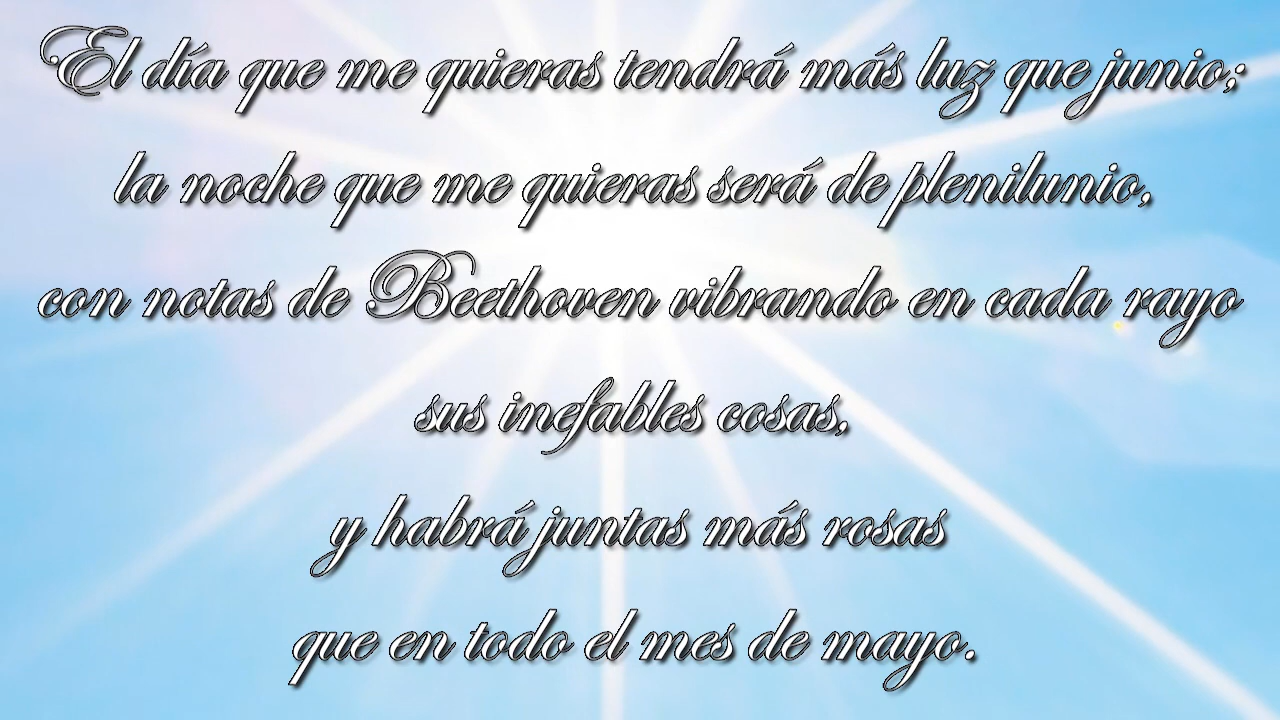 El día que me quieras tendrá más luz que junio;
la noche que me quieras será de plenilunio,
con notas de Beethoven vibrando en cada rayo
sus inefables cosas,
y habrá juntas más rosas
que en todo el mes de mayo.